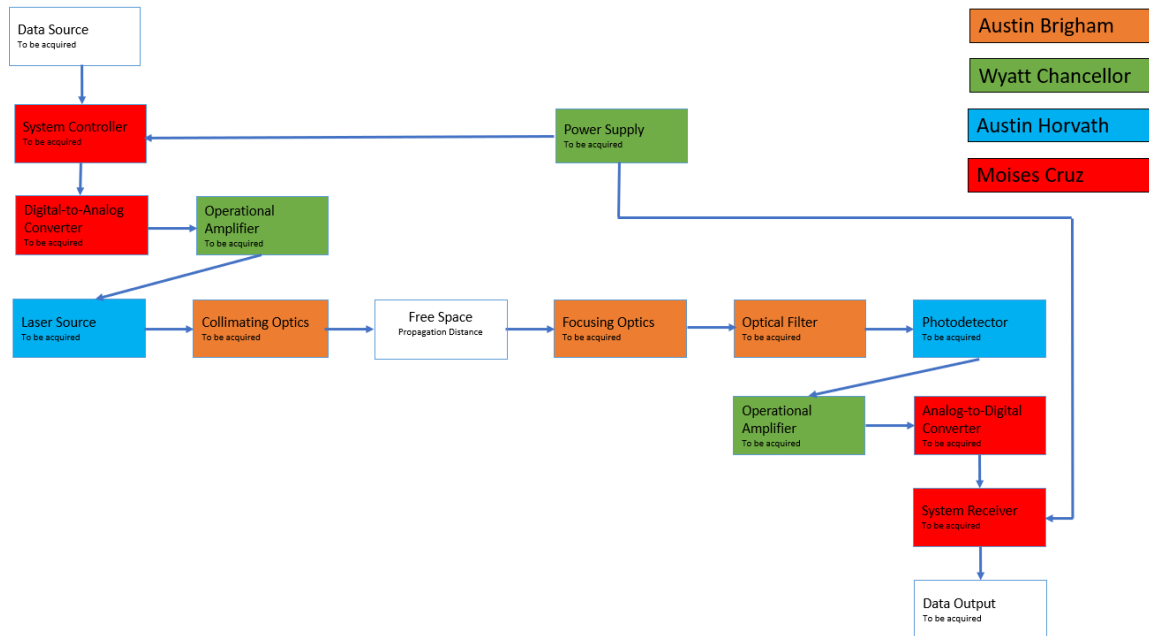 Data Source
To be acquired
Austin Brigham
Wyatt Chancellor
Austin Horvath
Moises Cruz
System Controller
To be acquired
Power Supply
To be acquired
Digital-to-Analog
Converter
To be acquired
Operational
Amplifier
To be acquired
Laser Source
To be acquired
Collimating Optics
To be acquired
Free Space
Propagation Distance
Focusing Optics
To be acquired
Optical Filter
To be acquired
Photodetector
To be acquired
Operational
Amplifier
To be acquired
Analog-to-Digital
Converter
To be acquired
System Receiver
To be acquired
Data Output
To be acquired